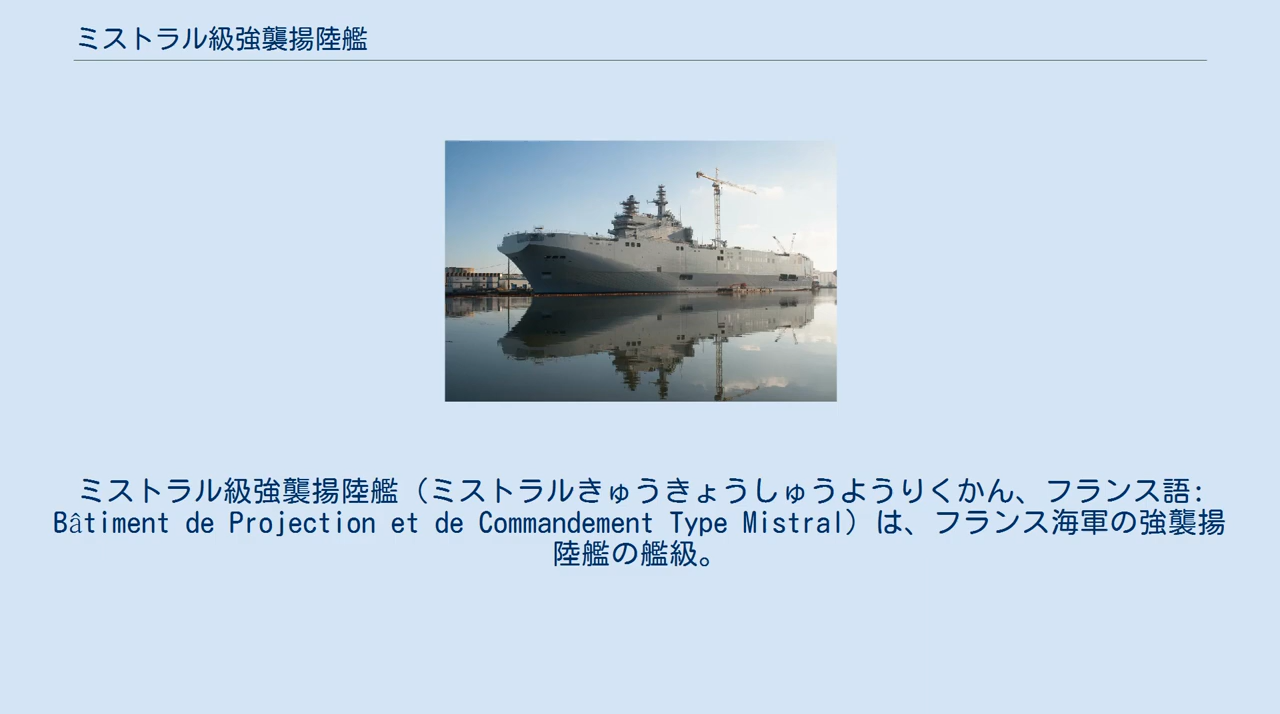 ミストラル級強襲揚陸艦
ミストラル級強襲揚陸艦（ミストラルきゅうきょうしゅうようりくかん、フランス語:
Bâtiment de Projection et de Commandement Type Mistral）は、フランス海軍の強襲揚
陸艦の艦級。